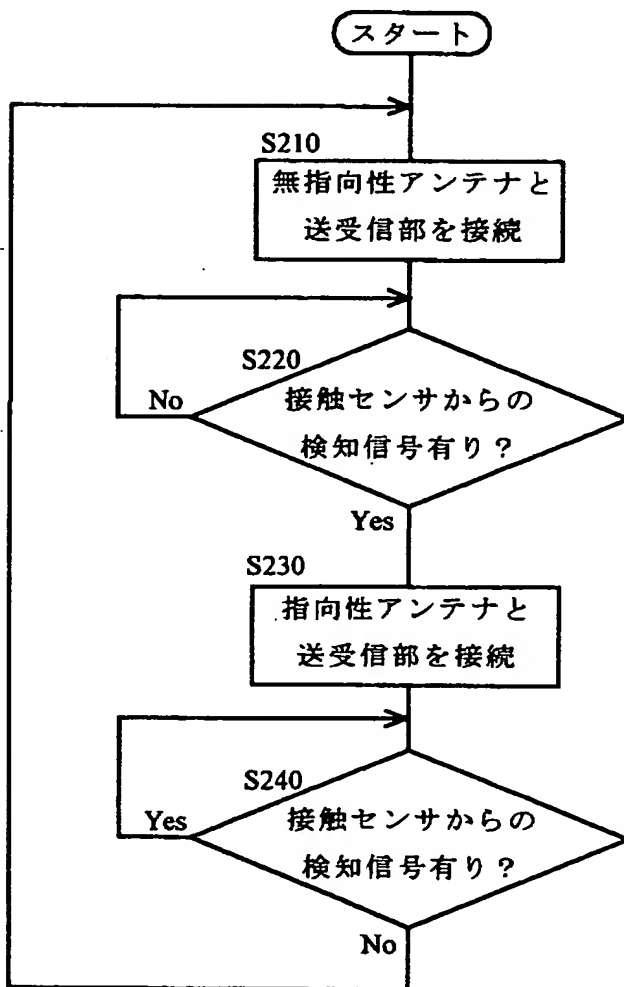 スタート
S210
無指向性アンテナと
送受信部を接続
S220
No
接触センサからの
検知信号有り？
Yes
S230
指向性アンテナと
送受信部を接続
S240
Yes
接触センサからの
検知信号有り？
No